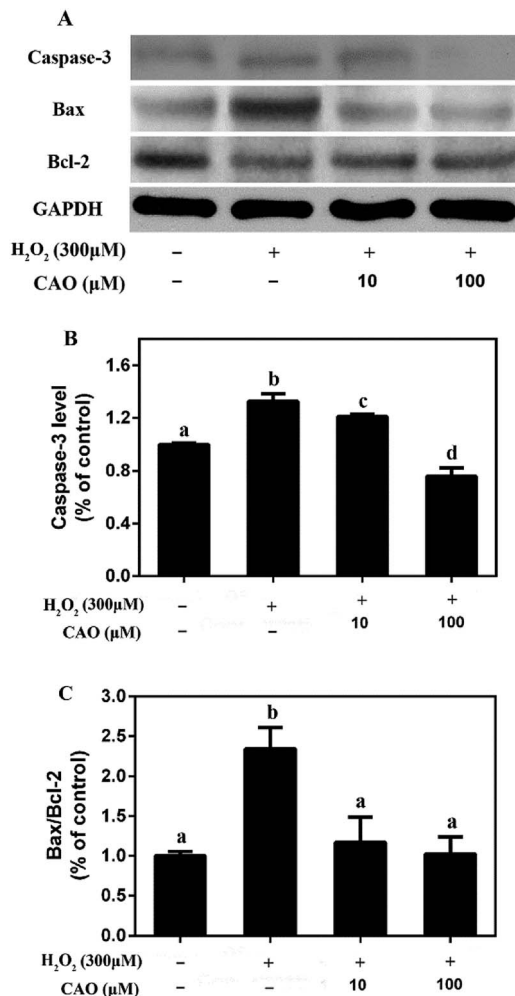 A
Caspase-3
Bax
Bcl-2
GAPDH
H₂O₂ (300μM) – + + +
CAO (μM) – – 10 100
B
Caspase-3 level
(% of control)
1.6
1.2
0.8
0.4
0.0
a b c d
H₂O₂ (300μM) – + + +
CAO (μM) – – 10 100
C
Bax/Bcl-2
(% of control)
3.0
2.5
2.0
1.5
1.0
0.5
0.0
a b a a
H₂O₂ (300μM) – + + +
CAO (μM) – – 10 100